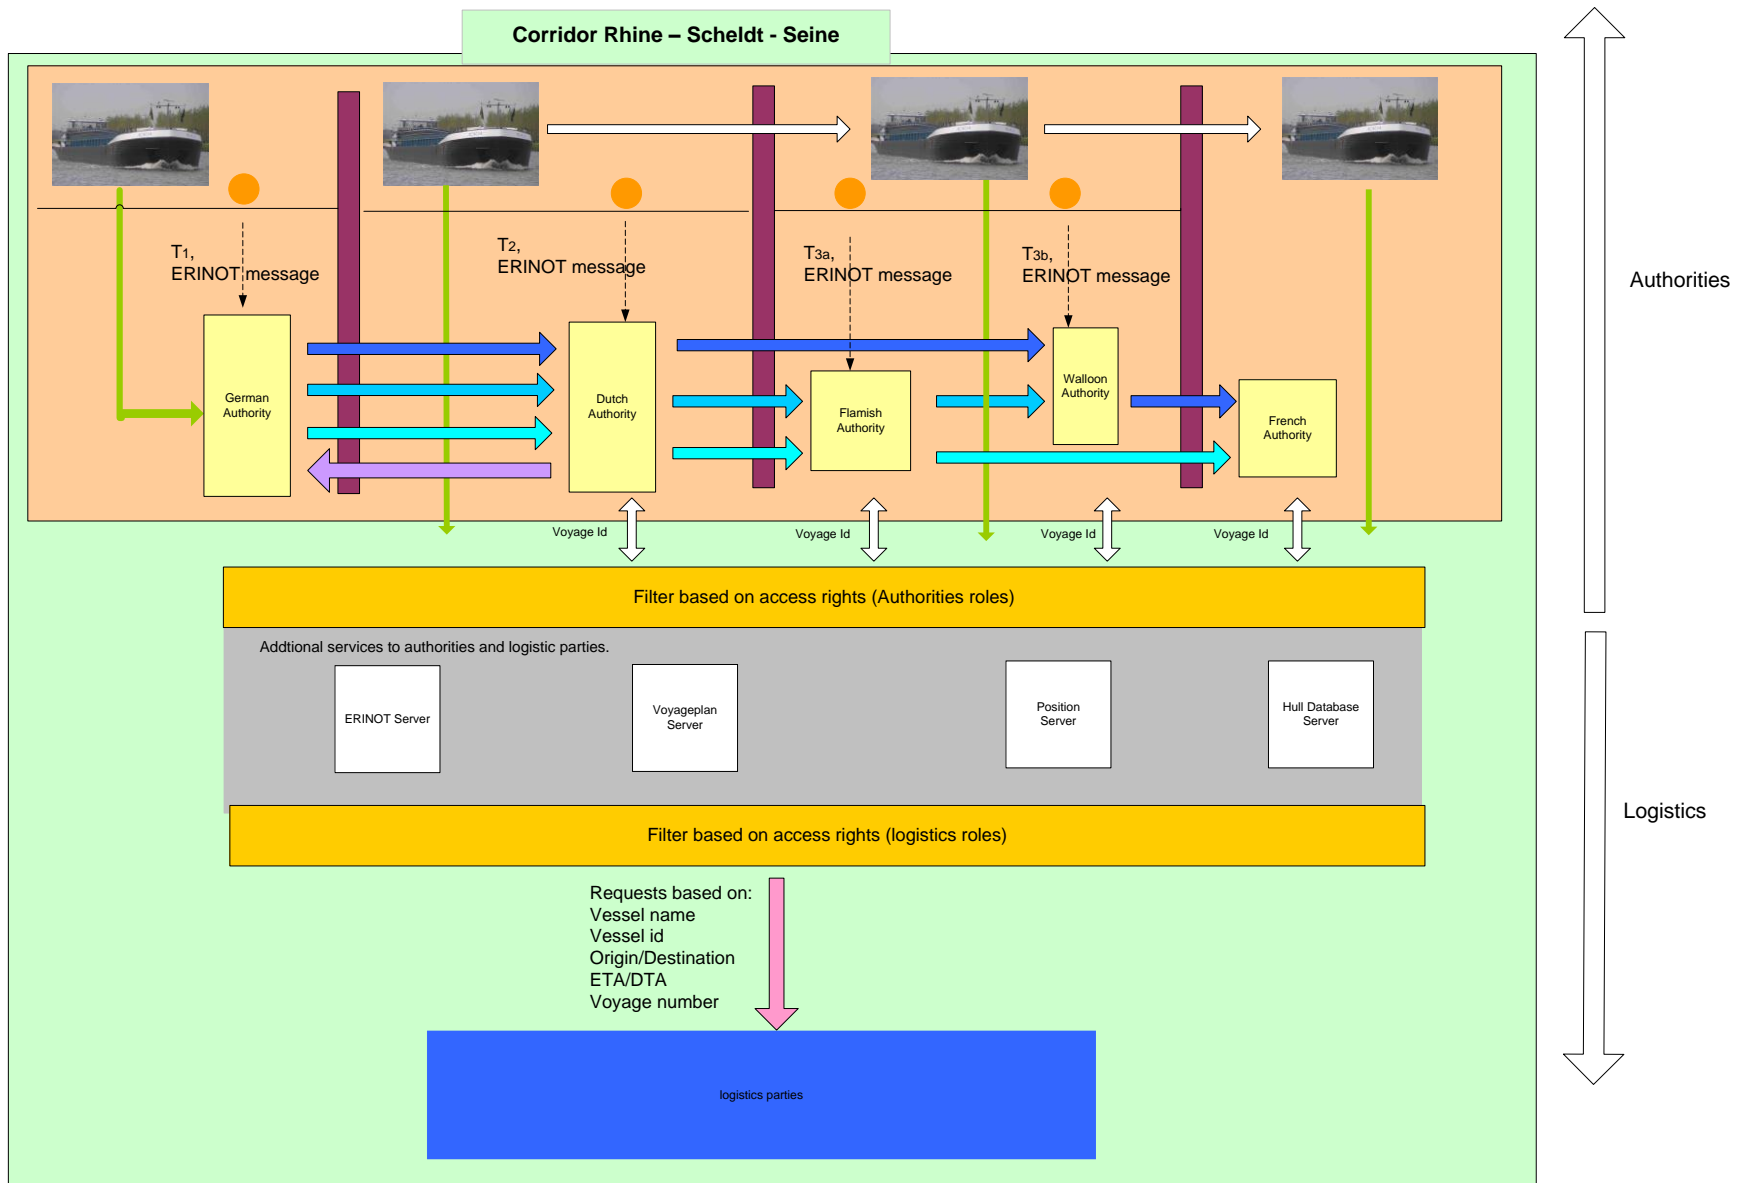 Corridor Rhine – Scheldt - Seine
T1,
ERINOT message
T2,
ERINOT message
T3a,
ERINOT message
T3b,
ERINOT message
Authorities
German
Authority
Dutch
Authority
Flamish
Authority
Walloon
Authority
French
Authority
Voyage Id
Voyage Id
Voyage Id
Voyage Id
Filter based on access rights (Authorities roles)
Addtional services to authorities and logistic parties.
ERINOT Server
Voyageplan
Server
Position
Server
Hull Database
Server
Logistics
Filter based on access rights (logistics roles)
Requests based on:
Vessel name
Vessel id
Origin/Destination
ETA/DTA
Voyage number
logistics parties